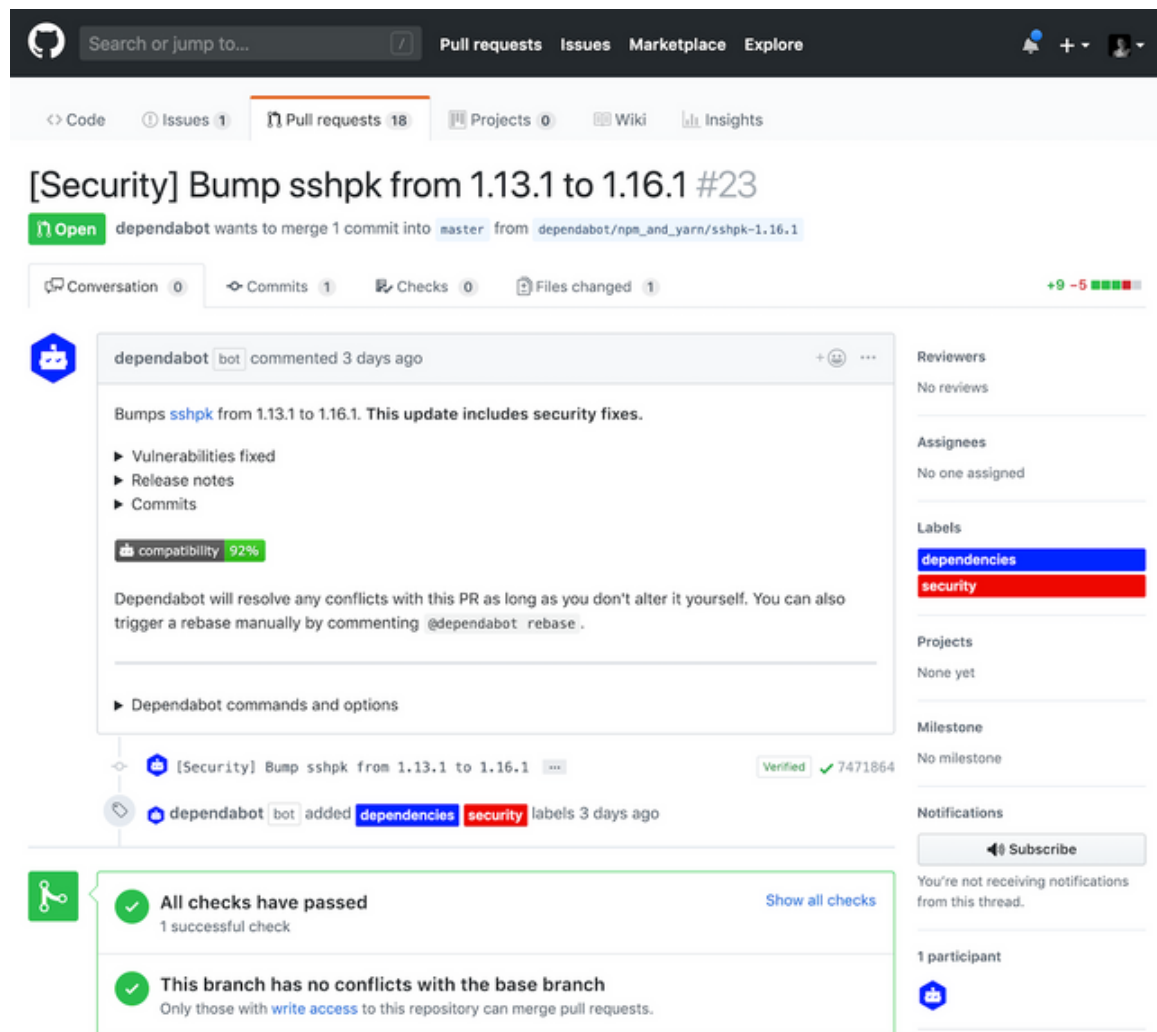 Search or jump to... / Pull requests Issues Marketplace Explore
<> Code Issues 1 Pull requests 18 Projects 0 Wiki Insights
[Security] Bump sshpk from 1.13.1 to 1.16.1 #23
Open dependabot wants to merge 1 commit into master from dependabot/npm_and_yarn/sshpk-1.16.1
Conversation 0 Commits 1 Checks 0 Files changed 1 +9 −5
dependabot bot commented 3 days ago
Bumps sshpk from 1.13.1 to 1.16.1. This update includes security fixes.
Vulnerabilities fixed
Release notes
Commits
compatibility 92%
Dependabot will resolve any conflicts with this PR as long as you don't alter it yourself. You can also
trigger a rebase manually by commenting @dependabot rebase .
Dependabot commands and options
[Security] Bump sshpk from 1.13.1 to 1.16.1 ... Verified 7471864
dependabot bot added dependencies security labels 3 days ago
All checks have passed Show all checks
1 successful check
This branch has no conflicts with the base branch
Only those with write access to this repository can merge pull requests.
Reviewers
No reviews
Assignees
No one assigned
Labels
dependencies
security
Projects
None yet
Milestone
No milestone
Notifications
Subscribe
You're not receiving notifications
from this thread.
1 participant